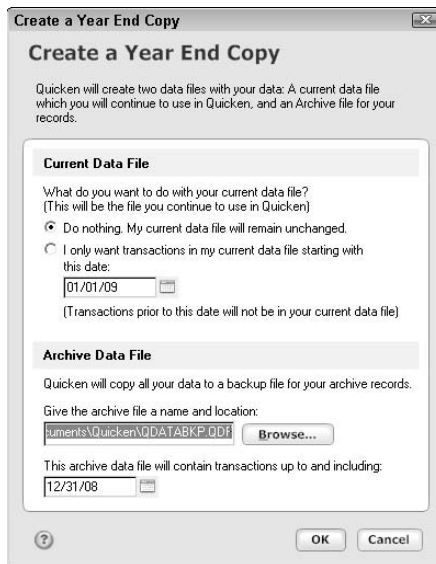 Create a Year End Copy
Create a Year End Copy
Quicken will create two data files with your data: A current data file
which you will continue to use in Quicken, and an Archive file for your
records.
Current Data File
What do you want to do with your current data file?
(This will be the file you continue to use in Quicken)
Do nothing. My current data file will remain unchanged.
I only want transactions in my current data file starting with
this date:
01/01/09
(Transactions prior to this date will not be in your current data file)
Archive Data File
Quicken will copy all your data to a backup file for your archive records.
Give the archive file a name and location:
cuments\Quicken\QDATABKP.QDF
Browse...
This archive data file will contain transactions up to and including:
12/31/08
?
OK
Cancel